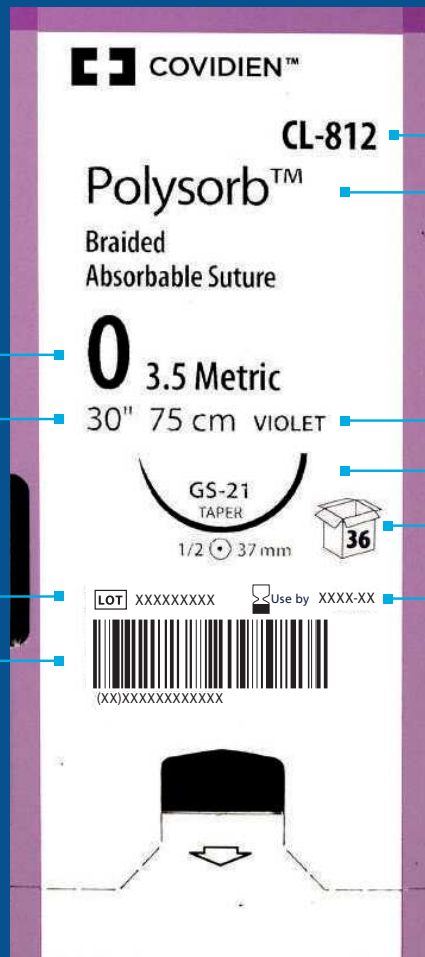 COVIDIEN™
CL-812
Polysorb™
Braided
Absorbable Suture
0 3.5 Metric
30" 75 cm VIOLET
GS-21
TAPER
1/2 37 mm
36
LOT XXXXXXXXX Use by XXXX-XX
(XX)XXXXXXXXXXXXX